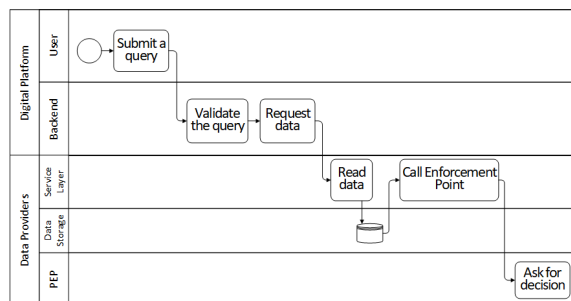 Digital Platform
User
Submit a
query
Backend
Validate
the query
Request
data
Data Providers
Service
Layer
Read
data
Call Enforcement
Point
Data
Storage
PEP
Ask for
decision